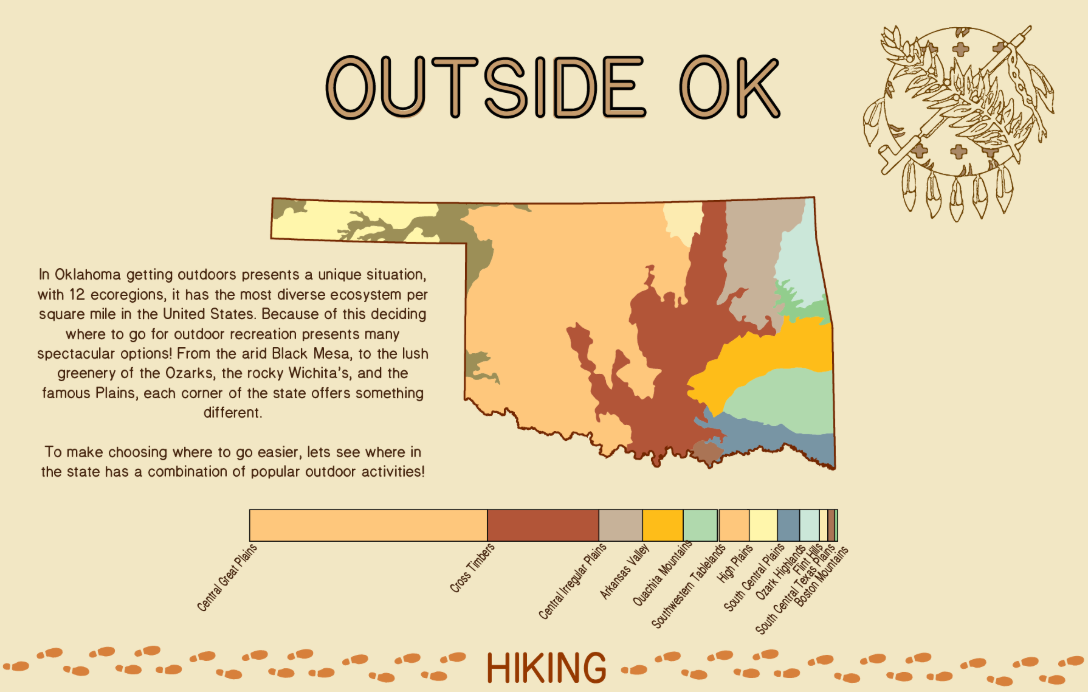 OUTSIDE OK
In Oklahoma getting outdoors presents a unique situation,
with 12 ecoregions, it has the most diverse ecosystem per
square mile in the United States. Because of this deciding
where to go for outdoor recreation presents many
spectacular options! From the arid Black Mesa, to the lush
greenery of the Ozarks, the rocky Wichita's, and the
famous Plains, each corner of the state offers something
different.
To make choosing where to go easier, lets see where in
the state has a combination of popular outdoor activities!
Central Great Plains
Cross Timbers
Central Irregular Plains
Arkansas Valley
Ouachita Mountains
Southwestern Tablelands
High Plains
South Central Plains
Ozark Highlands
Flint Hills
South Central Texas Plains
Boston Mountains
HIKING